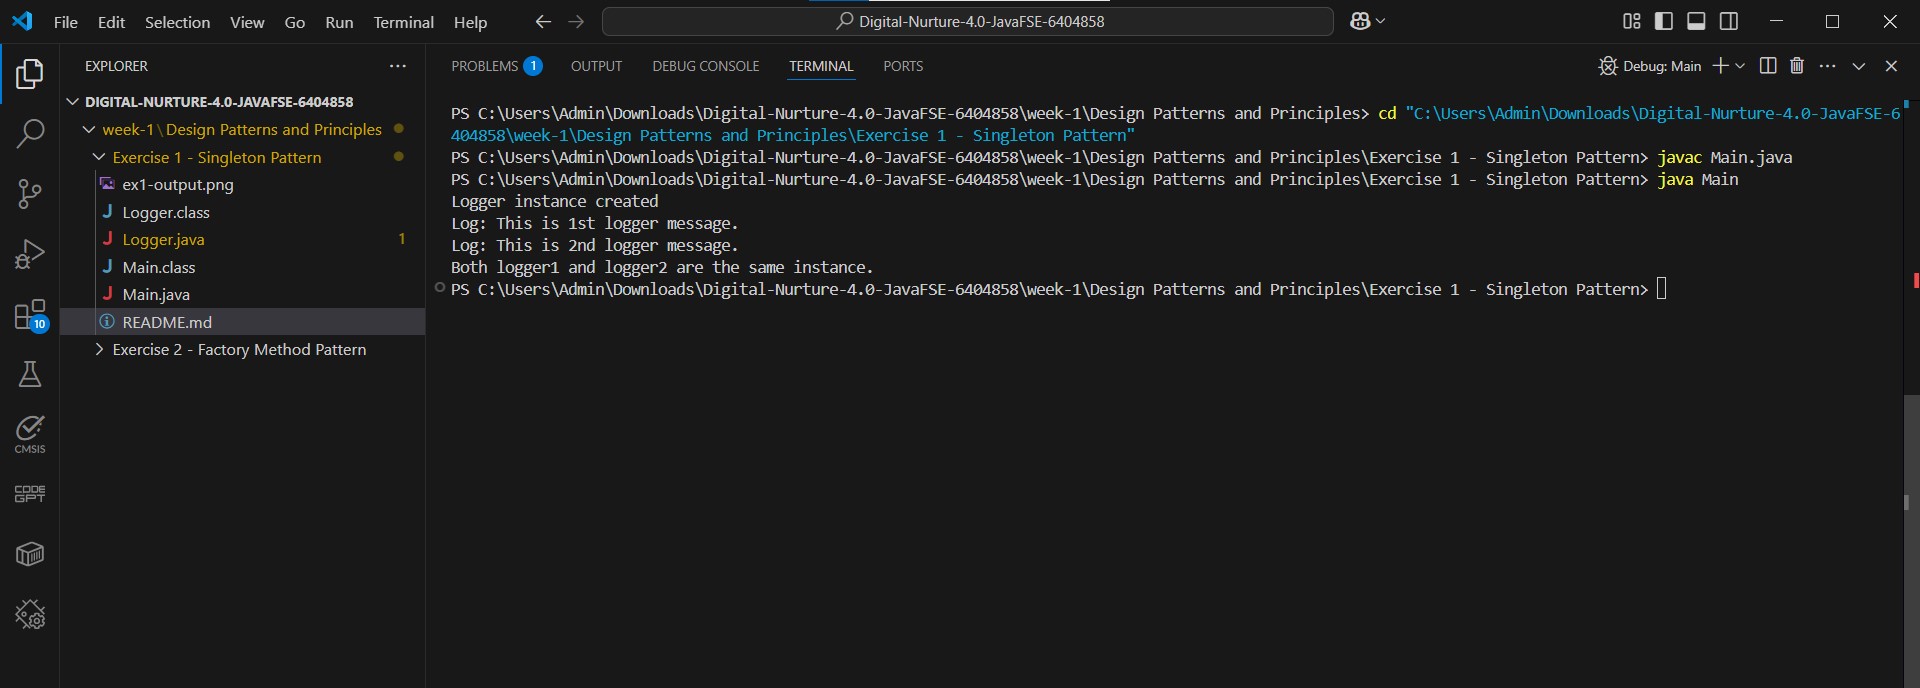 File Edit Selection View Go Run Terminal Help Digital-Nurture-4.0-JavaFSE-6404858
EXPLORER
DIGITAL-NURTURE-4.0-JAVAFSE-6404858
week-1\Design Patterns and Principles
Exercise 1 - Singleton Pattern
ex1-output.png
J Logger.class
J Logger.java 1
J Main.class
J Main.java
README.md
Exercise 2 - Factory Method Pattern
10
CMSIS
CODE
GPT
PROBLEMS 1 OUTPUT DEBUG CONSOLE TERMINAL PORTS Debug: Main
PS C:\Users\Admin\Downloads\Digital-Nurture-4.0-JavaFSE-6404858\week-1\Design Patterns and Principles> cd "C:\Users\Admin\Downloads\Digital-Nurture-4.0-JavaFSE-6
404858\week-1\Design Patterns and Principles\Exercise 1 - Singleton Pattern"
PS C:\Users\Admin\Downloads\Digital-Nurture-4.0-JavaFSE-6404858\week-1\Design Patterns and Principles\Exercise 1 - Singleton Pattern> javac Main.java
PS C:\Users\Admin\Downloads\Digital-Nurture-4.0-JavaFSE-6404858\week-1\Design Patterns and Principles\Exercise 1 - Singleton Pattern> java Main
Logger instance created
Log: This is 1st logger message.
Log: This is 2nd logger message.
Both logger1 and logger2 are the same instance.
PS C:\Users\Admin\Downloads\Digital-Nurture-4.0-JavaFSE-6404858\week-1\Design Patterns and Principles\Exercise 1 - Singleton Pattern>